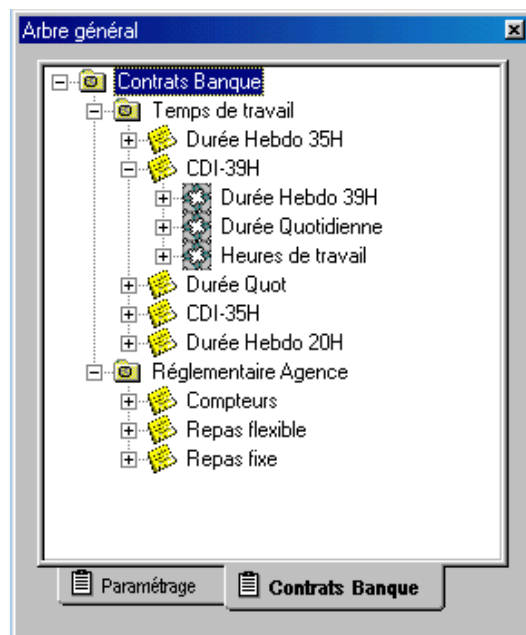 Arbre général
Contrats Banque
Temps de travail
Durée Hebdo 35H
CDI-39H
Durée Hebdo 39H
Durée Quotidienne
Heures de travail
Durée Quot
CDI-35H
Durée Hebdo 20H
Réglementaire Agence
Compteurs
Repas flexible
Repas fixe
Paramétrage Contrats Banque